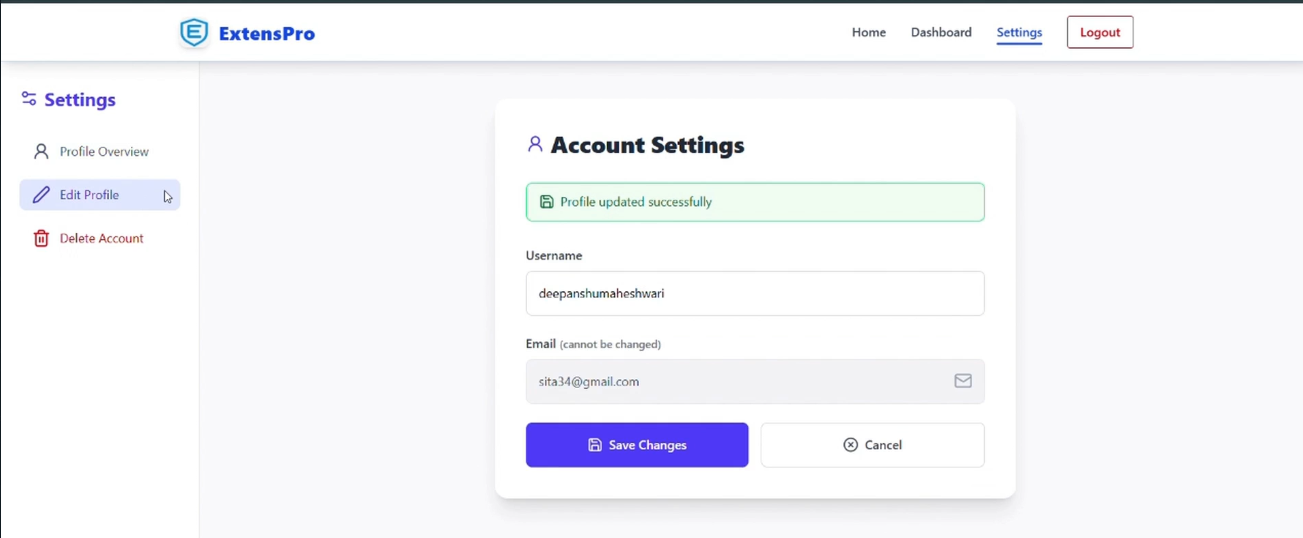 ExtensPro
Home Dashboard Settings Logout
Settings
Profile Overview
Edit Profile
Delete Account
Account Settings
Profile updated successfully
Username
deepanshumaheshwari
Email (cannot be changed)
sita34@gmail.com
Save Changes Cancel